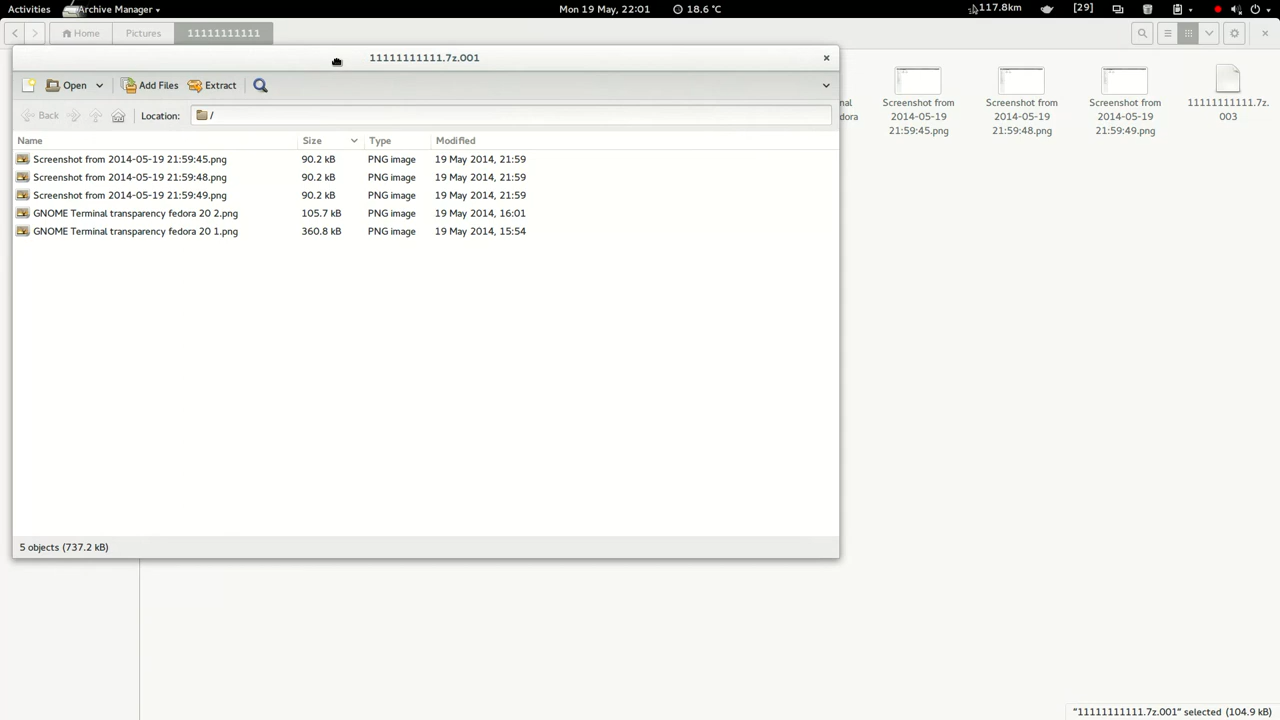 Activities Archive Manager Mon 19 May, 22:01 18.6 °C 117.8km [29]
Home Pictures 11111111111
11111111111.7z.001
Open Add Files Extract
Back Location: /
Name Size Type Modified
Screenshot from 2014-05-19 21:59:45.png 90.2 kB PNG image 19 May 2014, 21:59
Screenshot from 2014-05-19 21:59:48.png 90.2 kB PNG image 19 May 2014, 21:59
Screenshot from 2014-05-19 21:59:49.png 90.2 kB PNG image 19 May 2014, 21:59
GNOME Terminal transparency fedora 20 2.png 105.7 kB PNG image 19 May 2014, 16:01
GNOME Terminal transparency fedora 20 1.png 360.8 kB PNG image 19 May 2014, 15:54
5 objects (737.2 kB)
nal
dora
Screenshot from
2014-05-19
21:59:45.png
Screenshot from
2014-05-19
21:59:48.png
Screenshot from
2014-05-19
21:59:49.png
11111111111.7z.
003
"11111111111.7z.001" selected (104.9 kB)